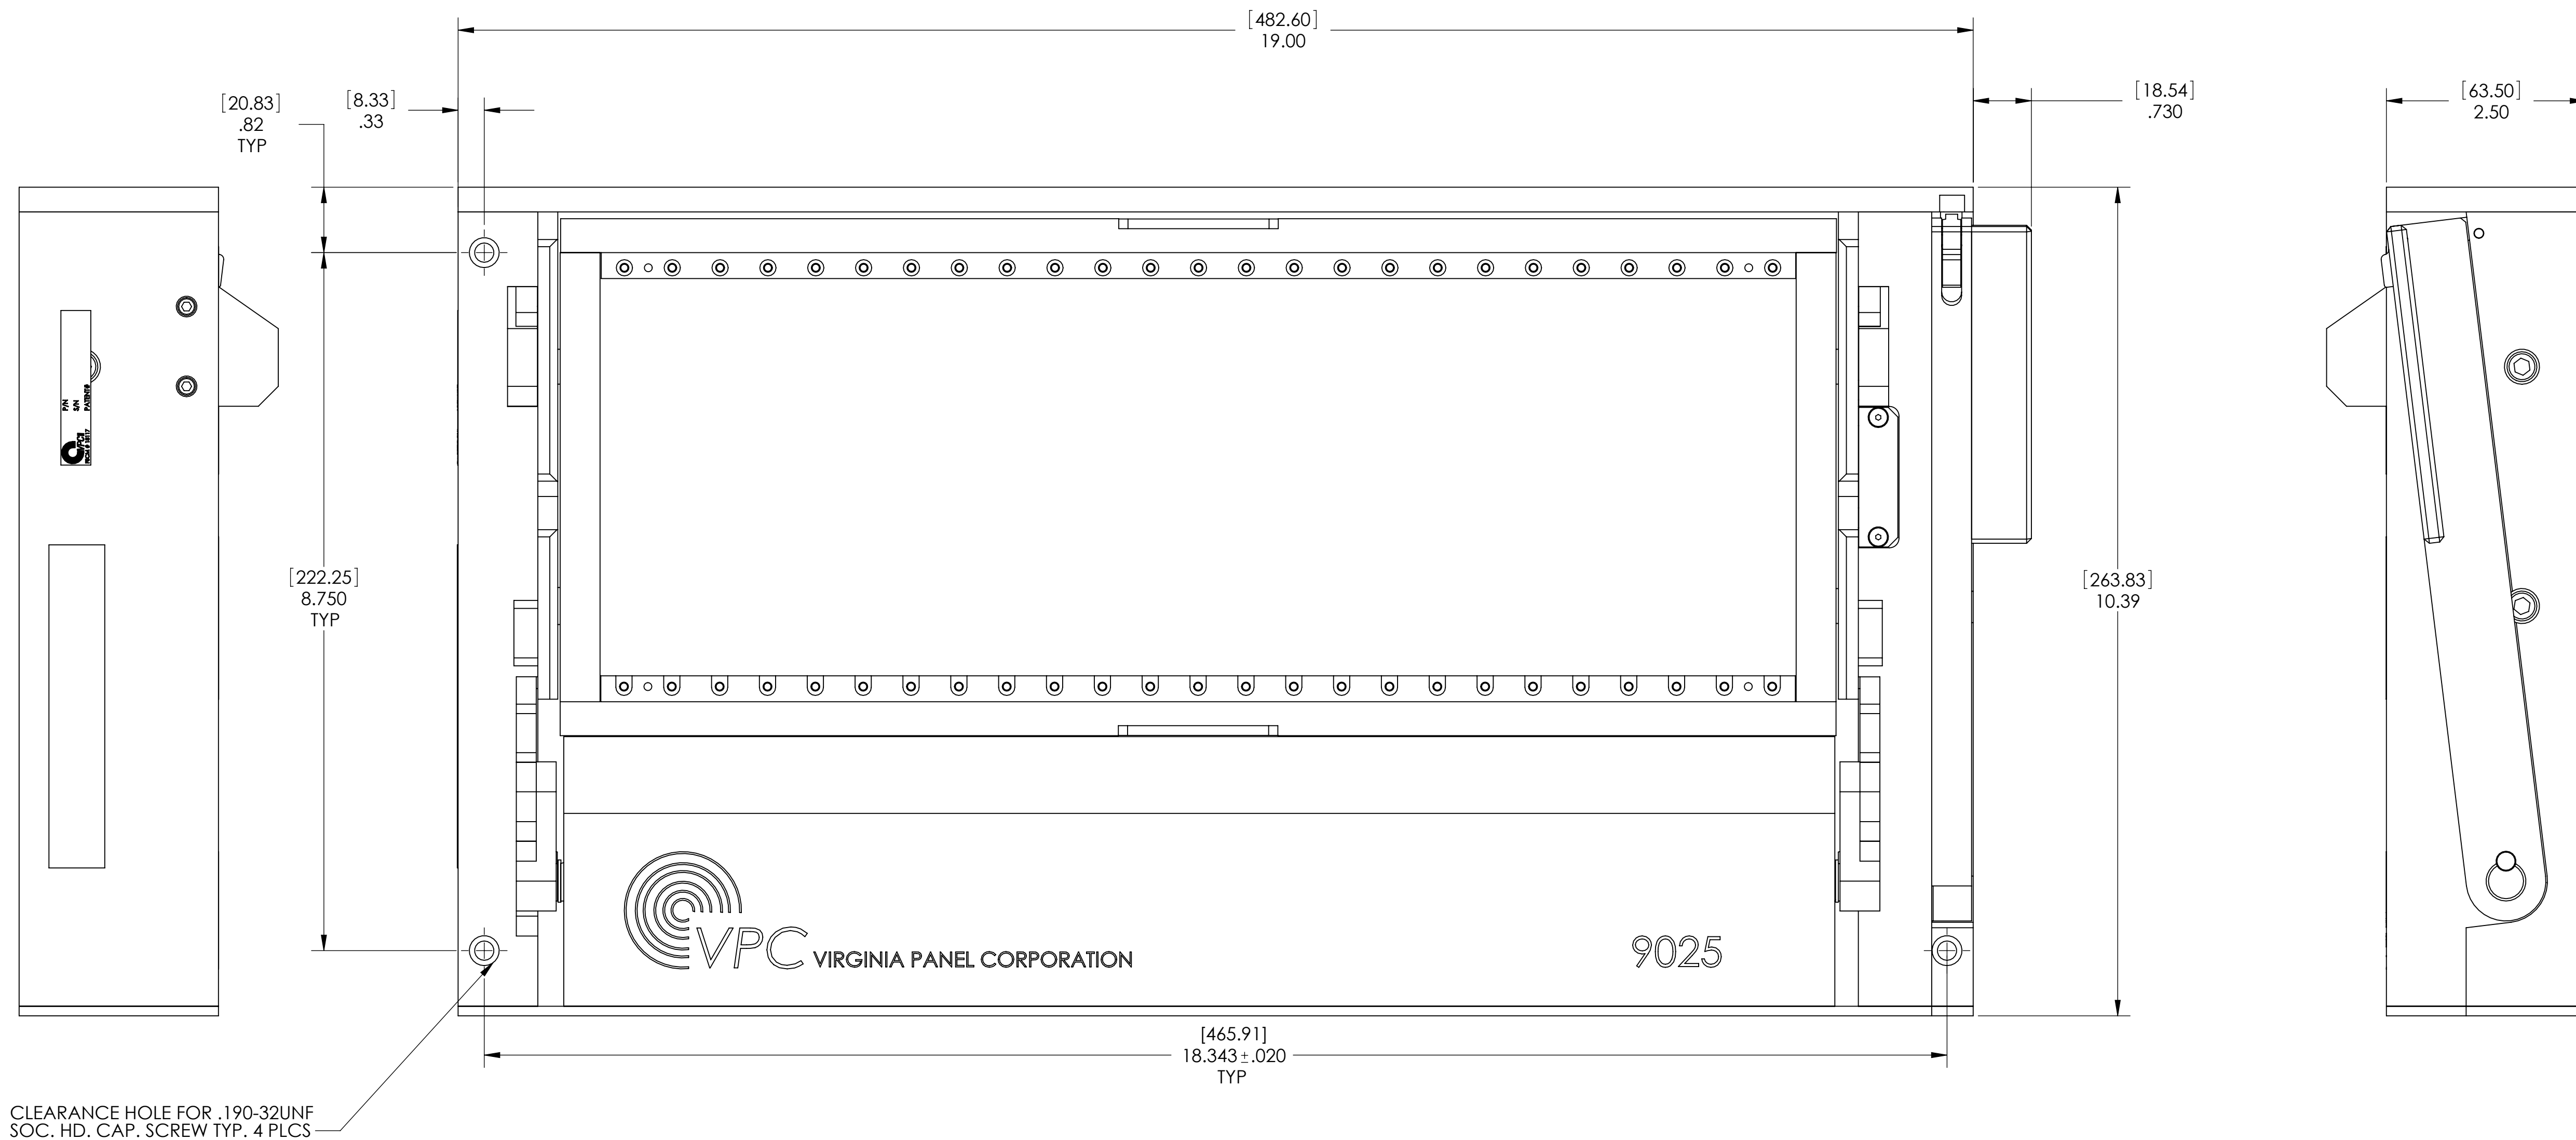 [482.60]
19.00
[20.83]
.82
TYP
[8.33]
.33
[18.54]
.730
[63.50]
2.50
P/N
S/N
PATENT#
[222.25]
8.750
TYP
[263.83]
10.39
VPC VIRGINIA PANEL CORPORATION
9025
[465.91]
18.343±.020
TYP
CLEARANCE HOLE FOR .190-32UNF
SOC. HD. CAP. SCREW TYP. 4 PLCS